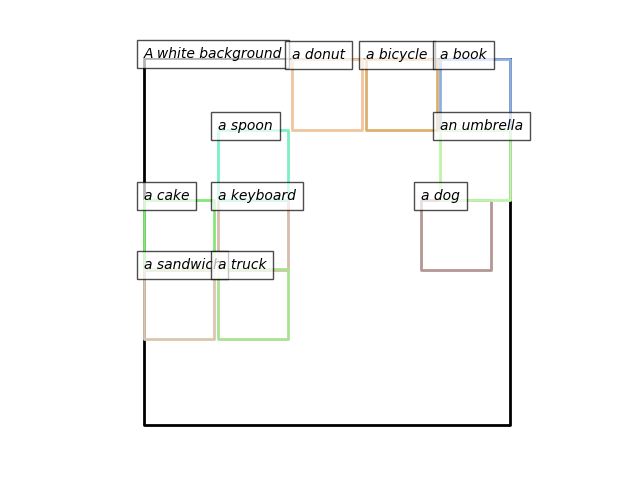 A white background
a donut
a bicycle
a book
a spoon
an umbrella
a cake
a keyboard
a dog
a sandwich
a truck